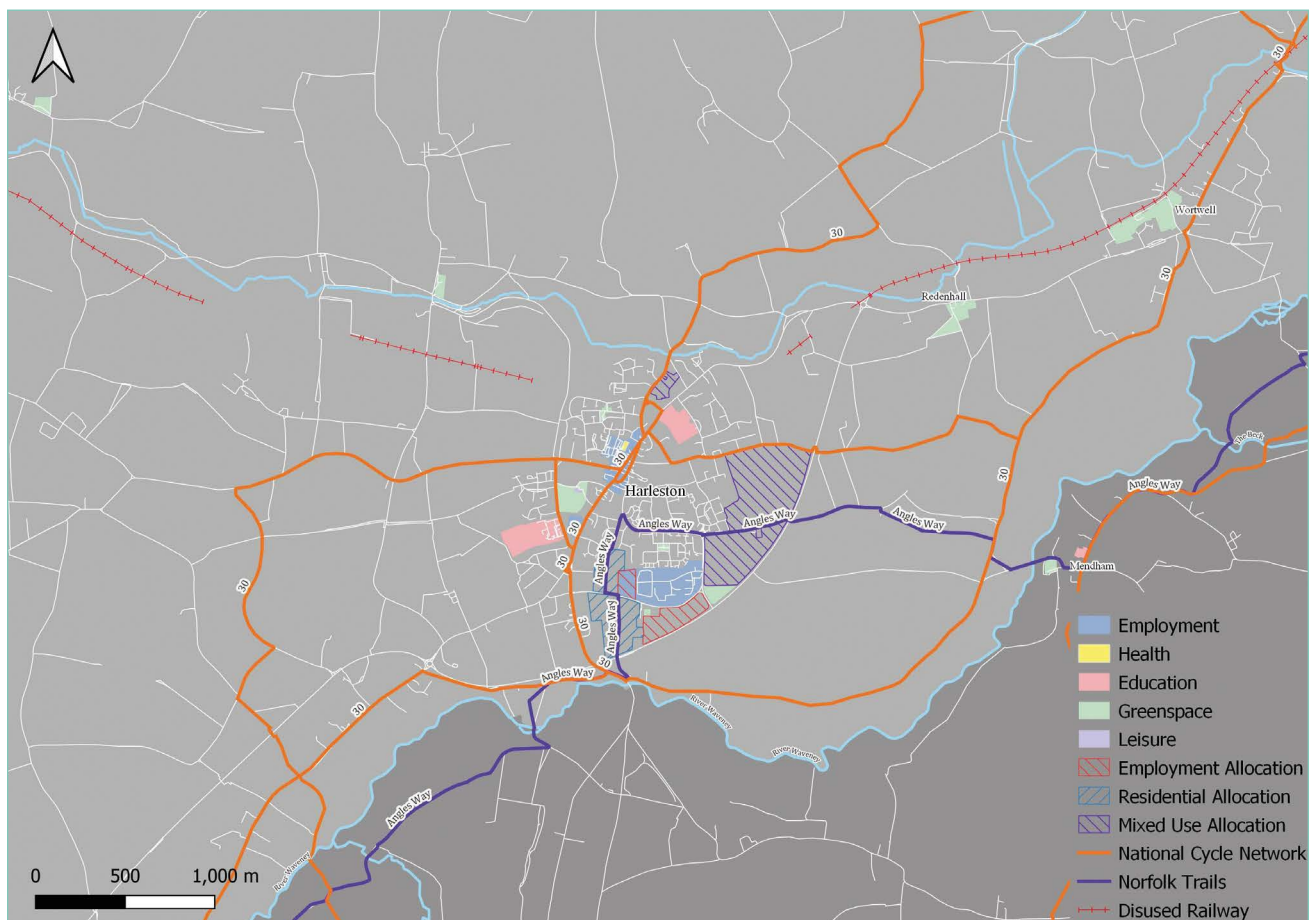 30
Wortwell
30
30
Redenhall
The Beck
30
Harleston
30
Angles Way
Angles Way
Angles Way
Angles Way
30
Angles Way
30
Mendham
30
30
Angles Way
30
Angles Way
30
River Waveney
River Waveney
Angles Way
River Waveney
Employment
Health
Education
Greenspace
Leisure
Employment Allocation
Residential Allocation
Mixed Use Allocation
National Cycle Network
Norfolk Trails
Disused Railway
0 500 1,000 m